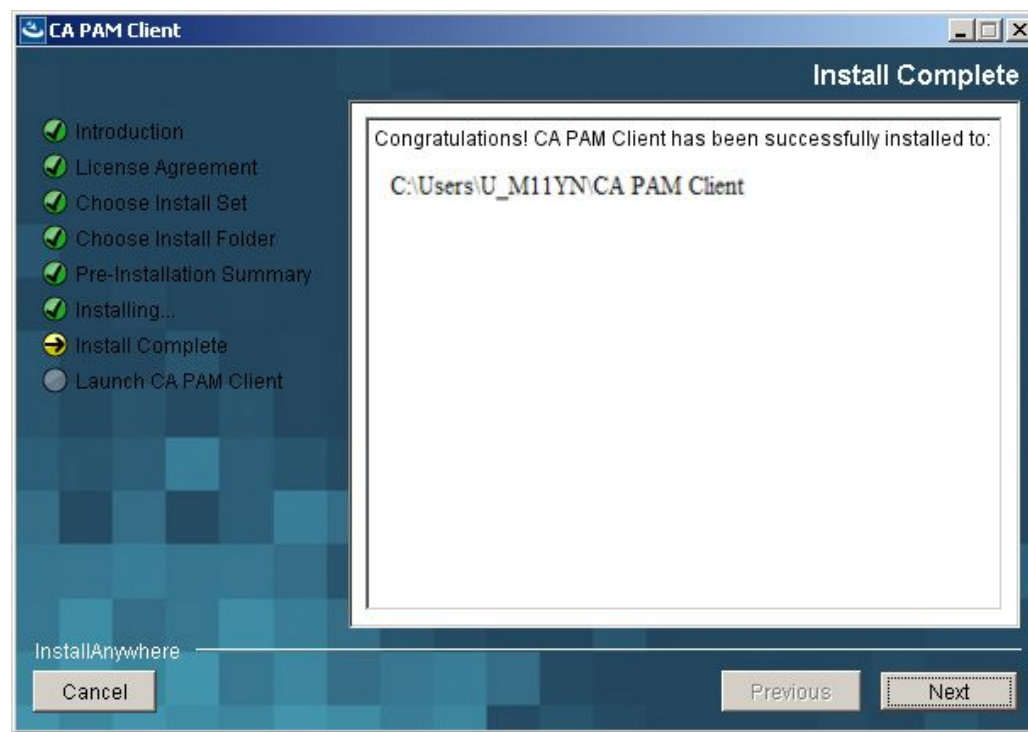 CA PAM Client
Install Complete
Introduction
License Agreement
Choose Install Set
Choose Install Folder
Pre-Installation Summary
Installing...
Install Complete
Launch CA PAM Client
Congratulations! CA PAM Client has been successfully installed to:
C:\Users\U_M11YN\CA PAM Client
InstallAnywhere
Cancel
Previous
Next